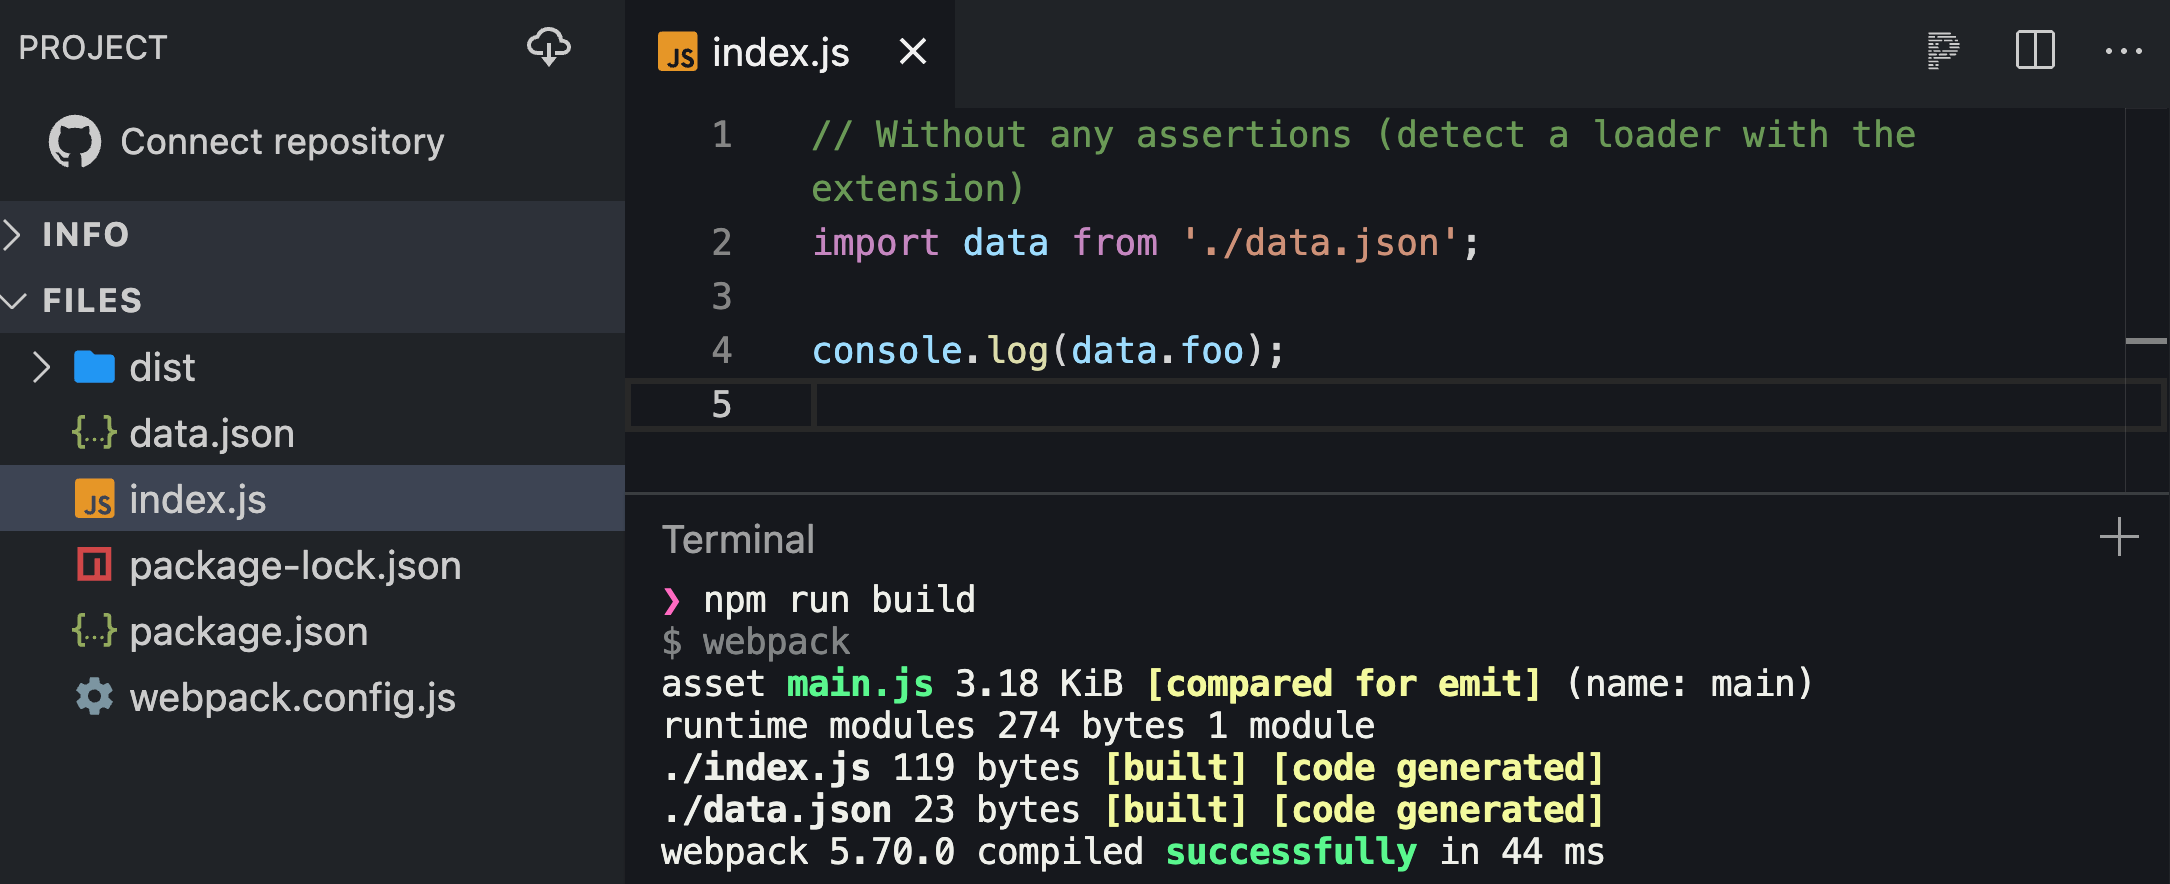 PROJECT
Connect repository
INFO
FILES
dist
{...} data.json
JS index.js
package-lock.json
{...} package.json
webpack.config.js
JS index.js
1 // Without any assertions (detect a loader with the
extension)
2 import data from './data.json';
3
4 console.log(data.foo);
5
Terminal
❯ npm run build
$ webpack
asset main.js 3.18 KiB [compared for emit] (name: main)
runtime modules 274 bytes 1 module
./index.js 119 bytes [built] [code generated]
./data.json 23 bytes [built] [code generated]
webpack 5.70.0 compiled successfully in 44 ms